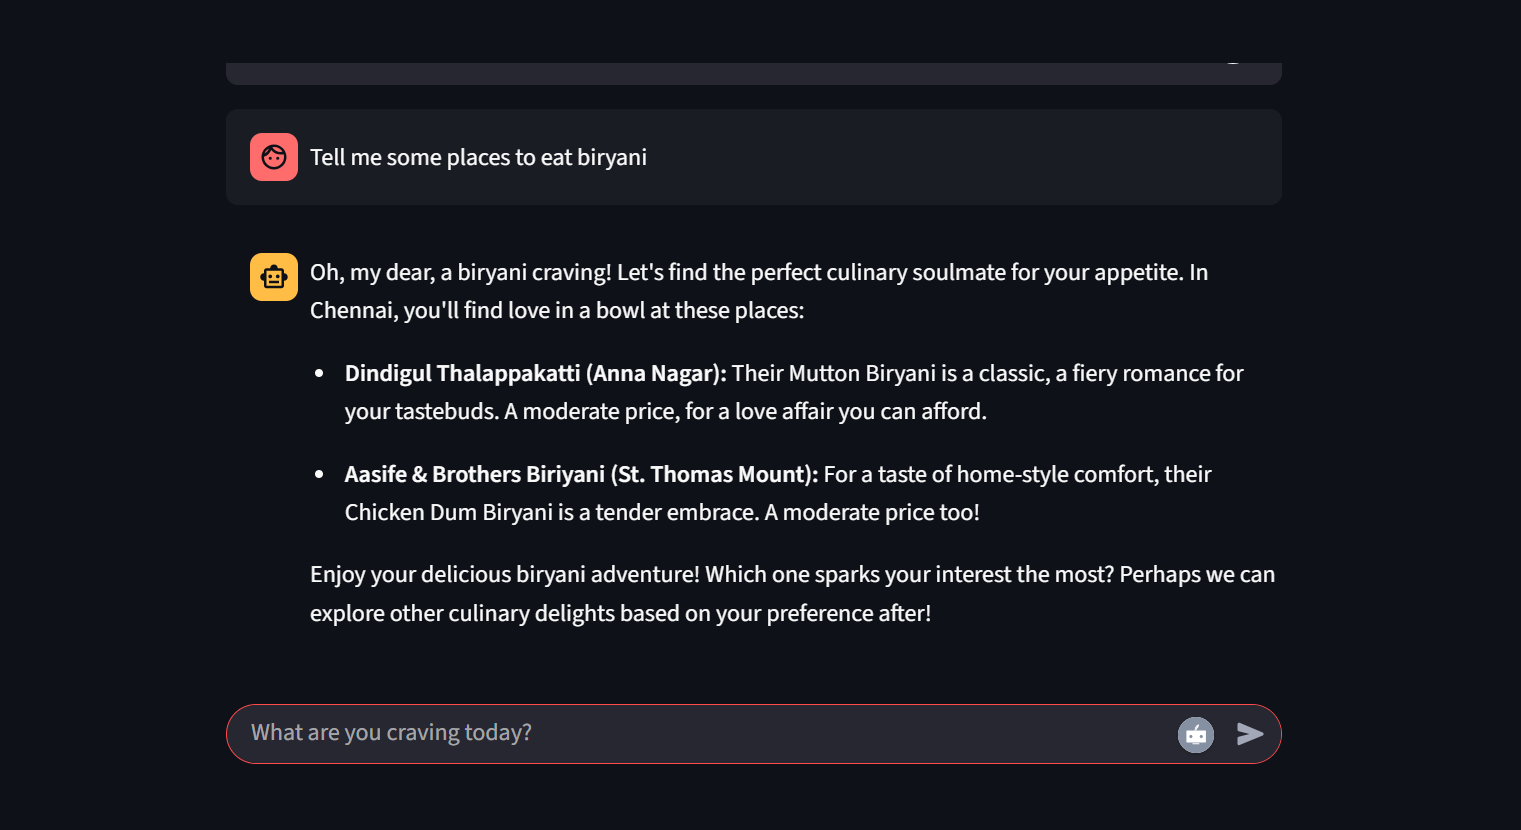 Tell me some places to eat biryani
Oh, my dear, a biryani craving! Let's find the perfect culinary soulmate for your appetite. In
Chennai, you'll find love in a bowl at these places:
• Dindigul Thalappakatti (Anna Nagar): Their Mutton Biryani is a classic, a fiery romance for
your tastebuds. A moderate price, for a love affair you can afford.
• Aasife & Brothers Biriyani (St. Thomas Mount): For a taste of home-style comfort, their
Chicken Dum Biryani is a tender embrace. A moderate price too!
Enjoy your delicious biryani adventure! Which one sparks your interest the most? Perhaps we can
explore other culinary delights based on your preference after!
What are you craving today?